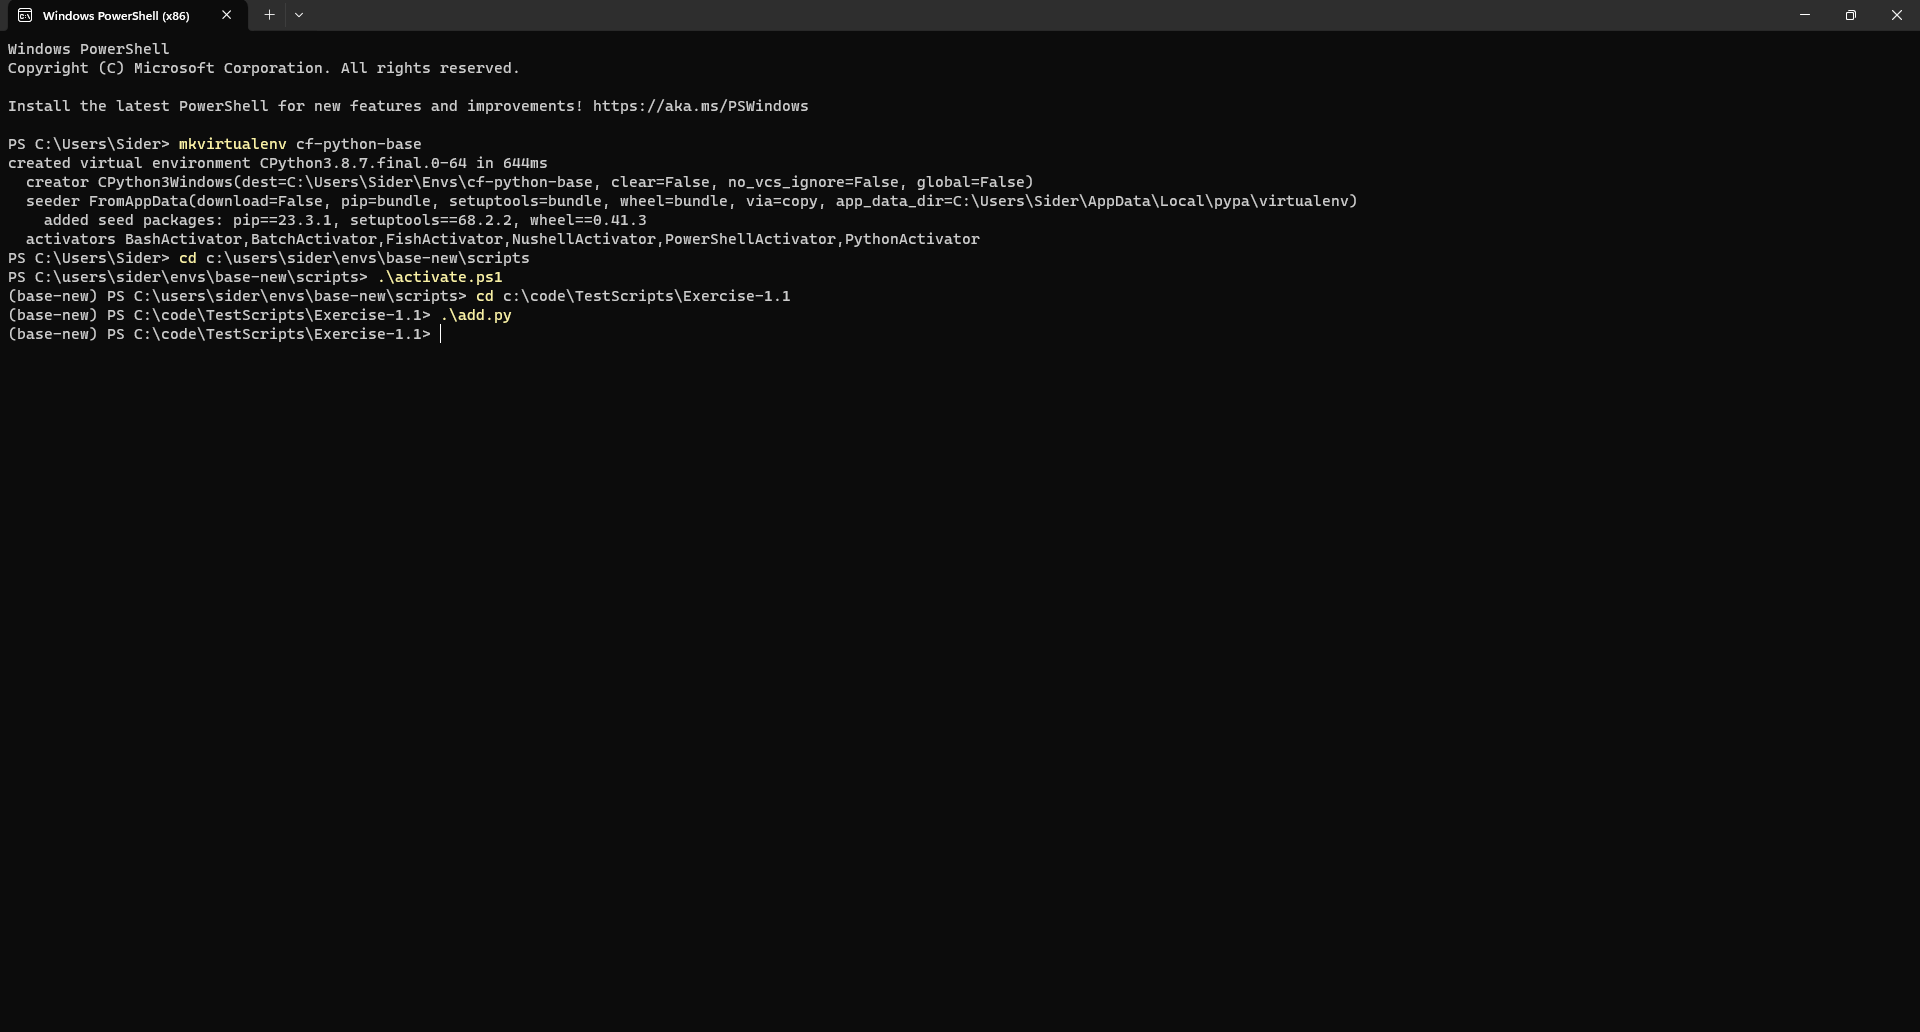 Windows PowerShell (x86)
Windows PowerShell
Copyright (C) Microsoft Corporation. All rights reserved.
Install the latest PowerShell for new features and improvements! https://aka.ms/PSWindows
PS C:\Users\Sider> mkvirtualenv cf-python-base
created virtual environment CPython3.8.7.final.0-64 in 644ms
  creator CPython3Windows(dest=C:\Users\Sider\Envs\cf-python-base, clear=False, no_vcs_ignore=False, global=False)
  seeder FromAppData(download=False, pip=bundle, setuptools=bundle, wheel=bundle, via=copy, app_data_dir=C:\Users\Sider\AppData\Local\pypa\virtualenv)
    added seed packages: pip==23.3.1, setuptools==68.2.2, wheel==0.41.3
  activators BashActivator,BatchActivator,FishActivator,NushellActivator,PowerShellActivator,PythonActivator
PS C:\Users\Sider> cd c:\users\sider\envs\base-new\scripts
PS C:\users\sider\envs\base-new\scripts> .\activate.ps1
(base-new) PS C:\users\sider\envs\base-new\scripts> cd c:\code\TestScripts\Exercise-1.1
(base-new) PS C:\code\TestScripts\Exercise-1.1> .\add.py
(base-new) PS C:\code\TestScripts\Exercise-1.1>